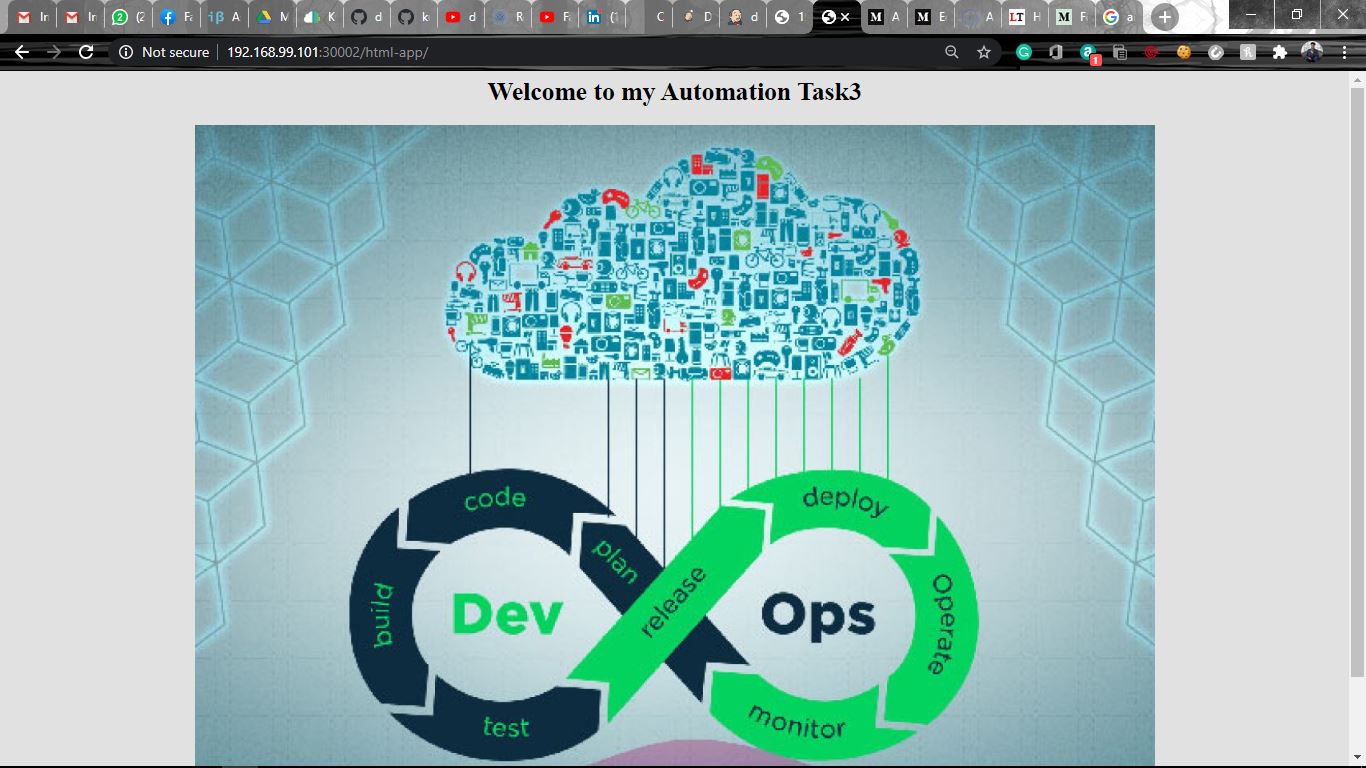 Not secure 192.168.99.101:30002/html-app/
1
Welcome to my Automation Task3
code
deploy
plan
build
Dev
release
Ops
Operate
test
monitor